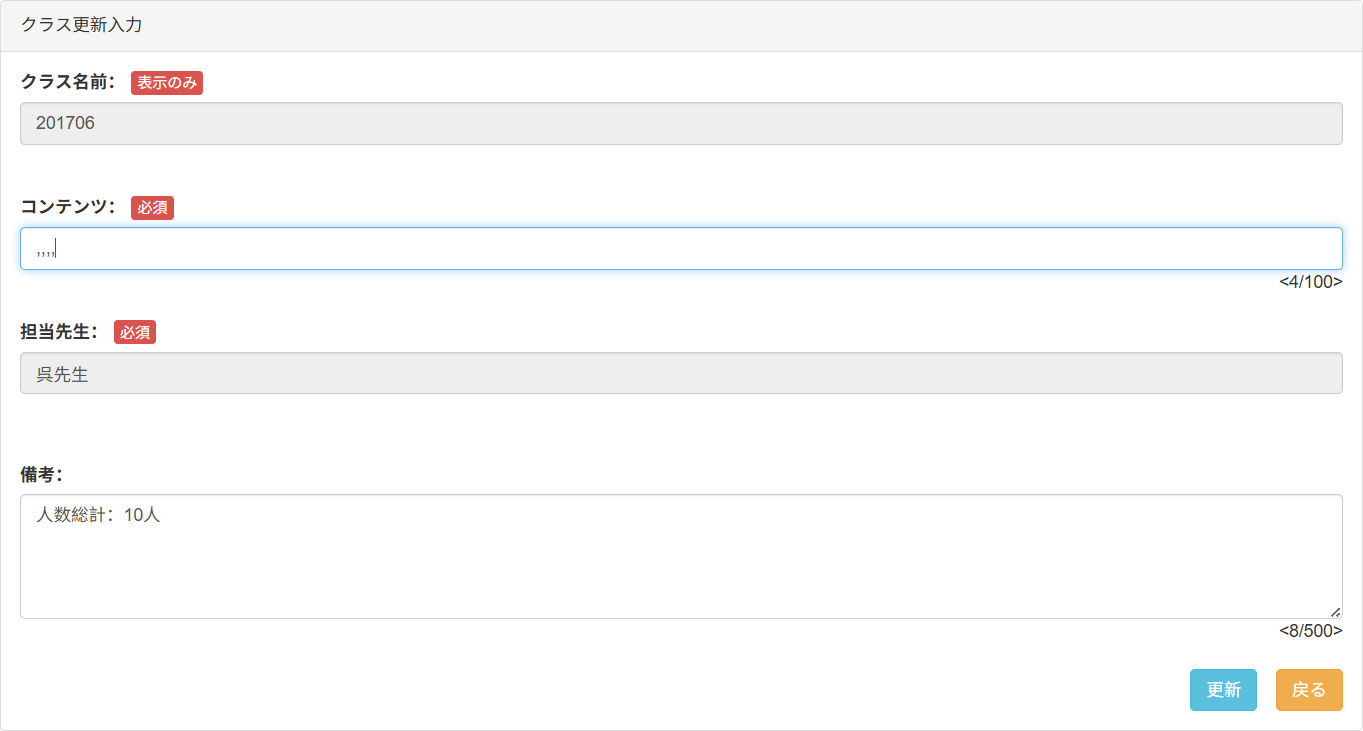 クラス更新入力
クラス名前： 表示のみ
201706
コンテンツ： 必須
,,,,
<4/100>
担当先生： 必須
呉先生
備考：
人数総計：10人
<8/500>
更新 戻る